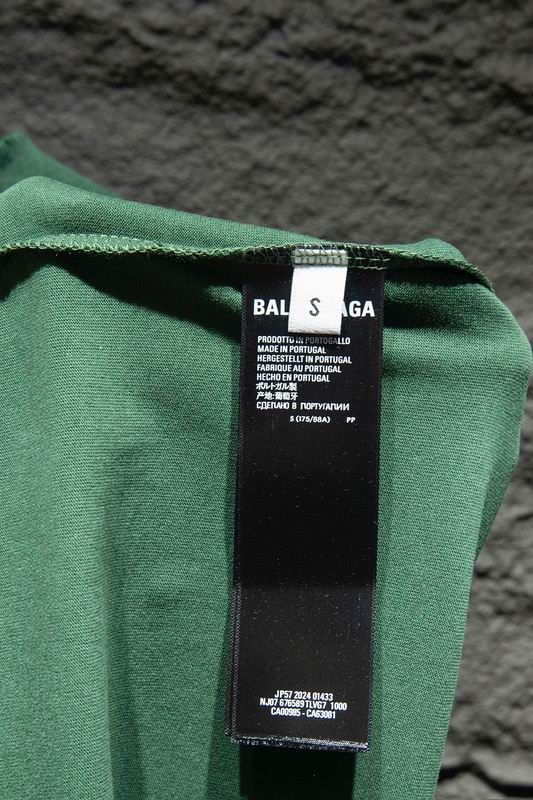 S
BAL AGA
PRODOTTO IN PORTOGALLO
MADE IN PORTUGAL
HERGESTELLT IN PORTUGAL
FABRIQUE AU PORTUGAL
HECHO EN PORTUGAL
ポルトガル製
产地:葡萄牙
СДЕЛАНО В ПОРТУГАЛИИ
S (175/88A) PP
JP57 2024 01433
NJ07 676589TLVG7 1000
CA00985 - CA63081